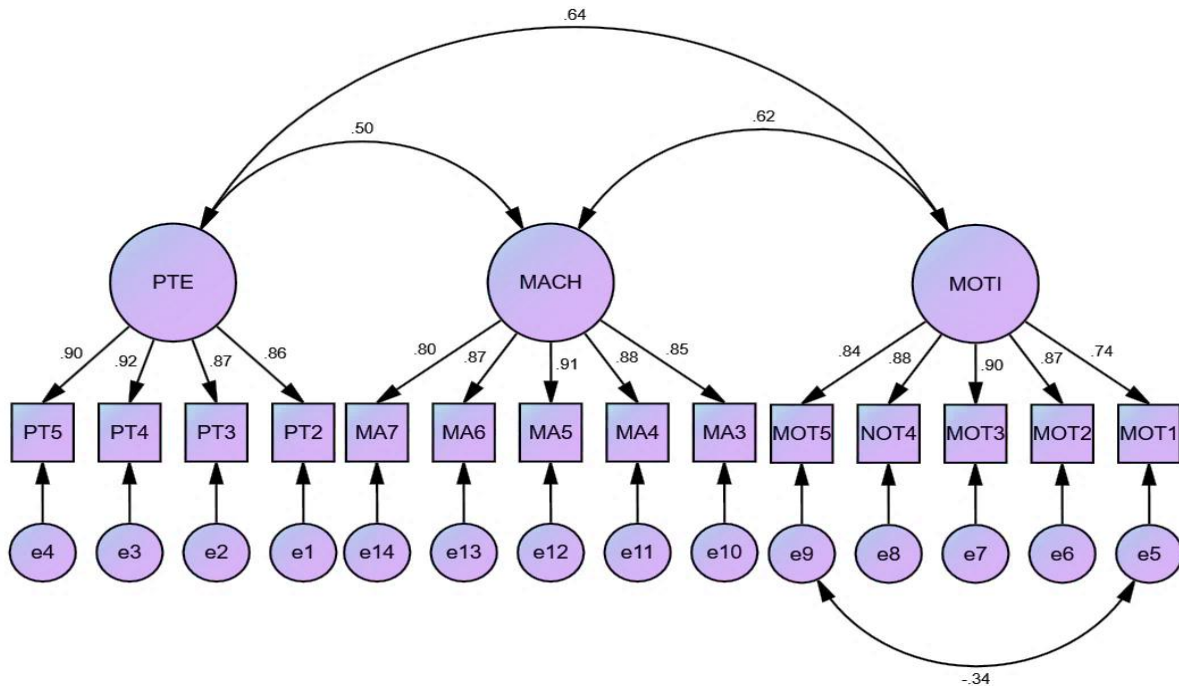 .64
.50
.62
PTE
MACH
MOTI
.90
.92
.87
.86
.80
.87
.91
.88
.85
.84
.88
.90
.87
.74
PT5
PT4
PT3
PT2
MA7
MA6
MA5
MA4
MA3
MOT5
NOT4
MOT3
MOT2
MOT1
e4
e3
e2
e1
e14
e13
e12
e11
e10
e9
e8
e7
e6
e5
-.34